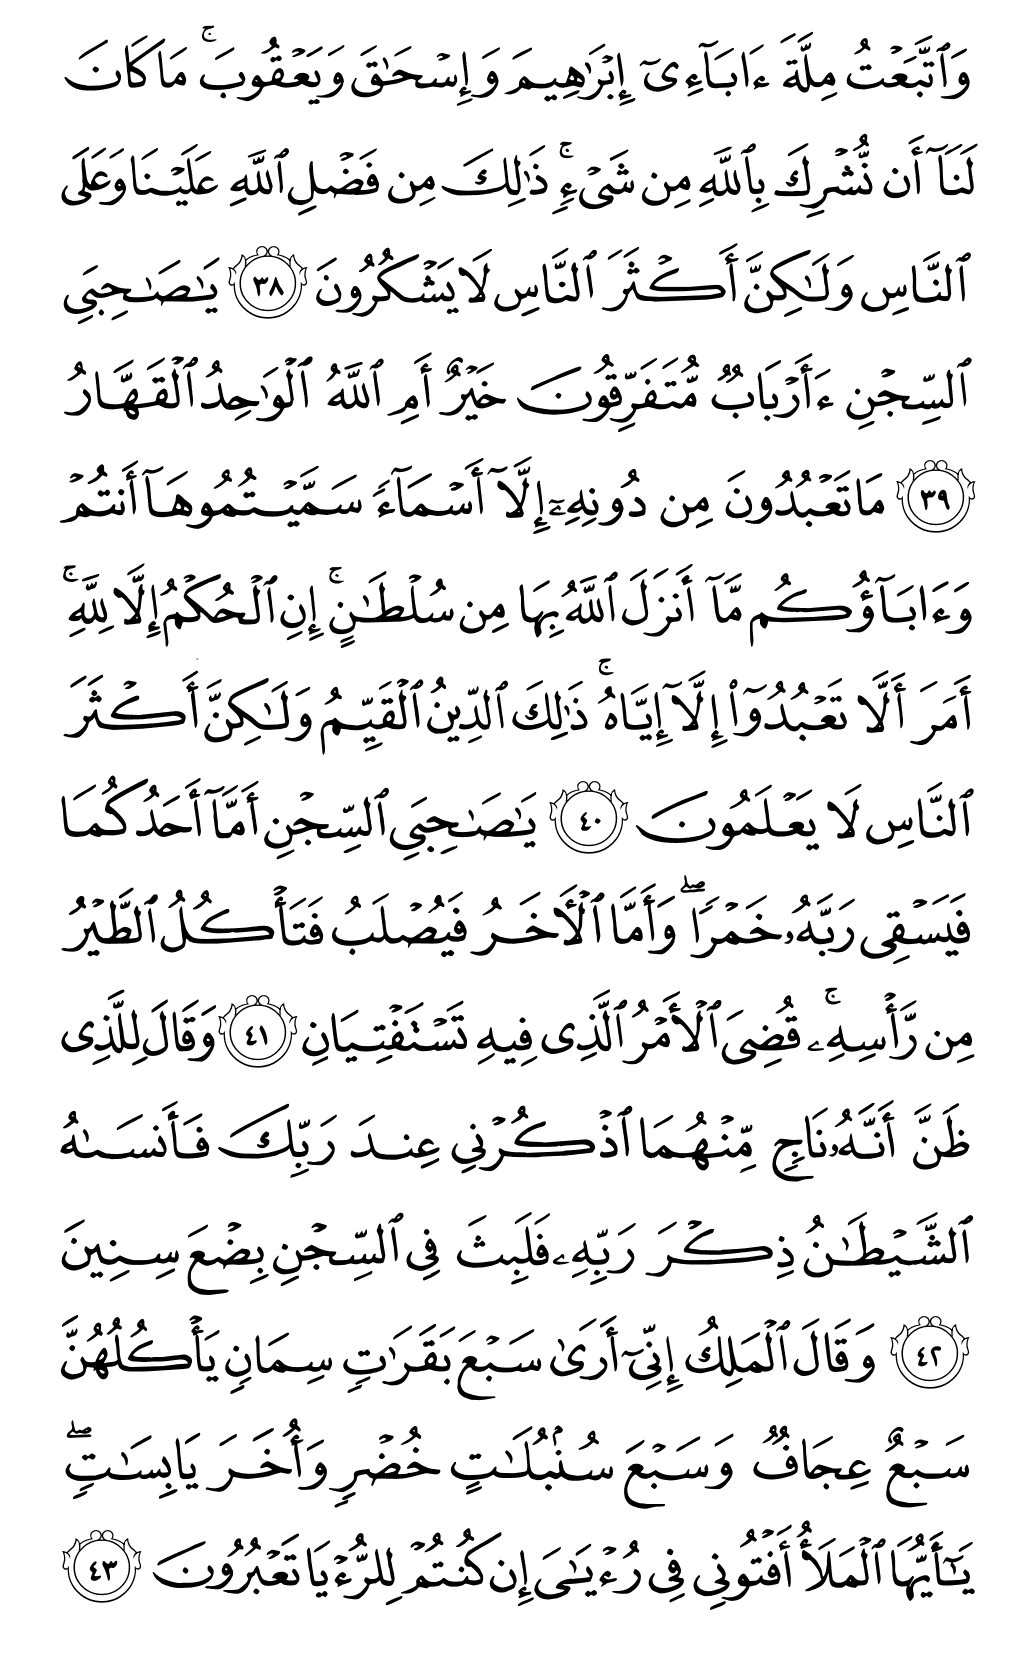 وَٱتَّبَعۡتُ مِلَّةَ ءَابَآءِيٓ إِبۡرَٰهِيمَ وَإِسۡحَٰقَ وَيَعۡقُوبَۚ مَا كَانَ
لَنَآ أَن نُّشۡرِكَ بِٱللَّهِ مِن شَيۡءٖۚ ذَٰلِكَ مِن فَضۡلِ ٱللَّهِ عَلَيۡنَا وَعَلَى
ٱلنَّاسِ وَلَٰكِنَّ أَكۡثَرَ ٱلنَّاسِ لَا يَشۡكُرُونَ ٣٨ يَٰصَٰحِبَيِ
ٱلسِّجۡنِ ءَأَرۡبَابٞ مُّتَفَرِّقُونَ خَيۡرٌ أَمِ ٱللَّهُ ٱلۡوَٰحِدُ ٱلۡقَهَّارُ
٣٩ مَا تَعۡبُدُونَ مِن دُونِهِۦٓ إِلَّآ أَسۡمَآءٗ سَمَّيۡتُمُوهَآ أَنتُمۡ
وَءَابَآؤُكُم مَّآ أَنزَلَ ٱللَّهُ بِهَا مِن سُلۡطَٰنٍۚ إِنِ ٱلۡحُكۡمُ إِلَّا لِلَّهِۚ
أَمَرَ أَلَّا تَعۡبُدُوٓاْ إِلَّآ إِيَّاهُۚ ذَٰلِكَ ٱلدِّينُ ٱلۡقَيِّمُ وَلَٰكِنَّ أَكۡثَرَ
ٱلنَّاسِ لَا يَعۡلَمُونَ ٤٠ يَٰصَٰحِبَيِ ٱلسِّجۡنِ أَمَّآ أَحَدُكُمَا
فَيَسۡقِي رَبَّهُۥ خَمۡرٗاۖ وَأَمَّا ٱلۡأٓخَرُ فَيُصۡلَبُ فَتَأۡكُلُ ٱلطَّيۡرُ
مِن رَّأۡسِهِۦۚ قُضِيَ ٱلۡأَمۡرُ ٱلَّذِي فِيهِ تَسۡتَفۡتِيَانِ ٤١ وَقَالَ لِلَّذِي
ظَنَّ أَنَّهُۥ نَاجٖ مِّنۡهُمَا ٱذۡكُرۡنِي عِندَ رَبِّكَ فَأَنسَىٰهُ
ٱلشَّيۡطَٰنُ ذِكۡرَ رَبِّهِۦ فَلَبِثَ فِي ٱلسِّجۡنِ بِضۡعَ سِنِينَ
٤٢ وَقَالَ ٱلۡمَلِكُ إِنِّيٓ أَرَىٰ سَبۡعَ بَقَرَٰتٖ سِمَانٖ يَأۡكُلُهُنَّ
سَبۡعٌ عِجَافٞ وَسَبۡعَ سُنۢبُلَٰتٍ خُضۡرٖ وَأُخَرَ يَابِسَٰتٖۖ
يَٰٓأَيُّهَا ٱلۡمَلَأُ أَفۡتُونِي فِي رُءۡيَٰيَ إِن كُنتُمۡ لِلرُّءۡيَا تَعۡبُرُونَ ٤٣